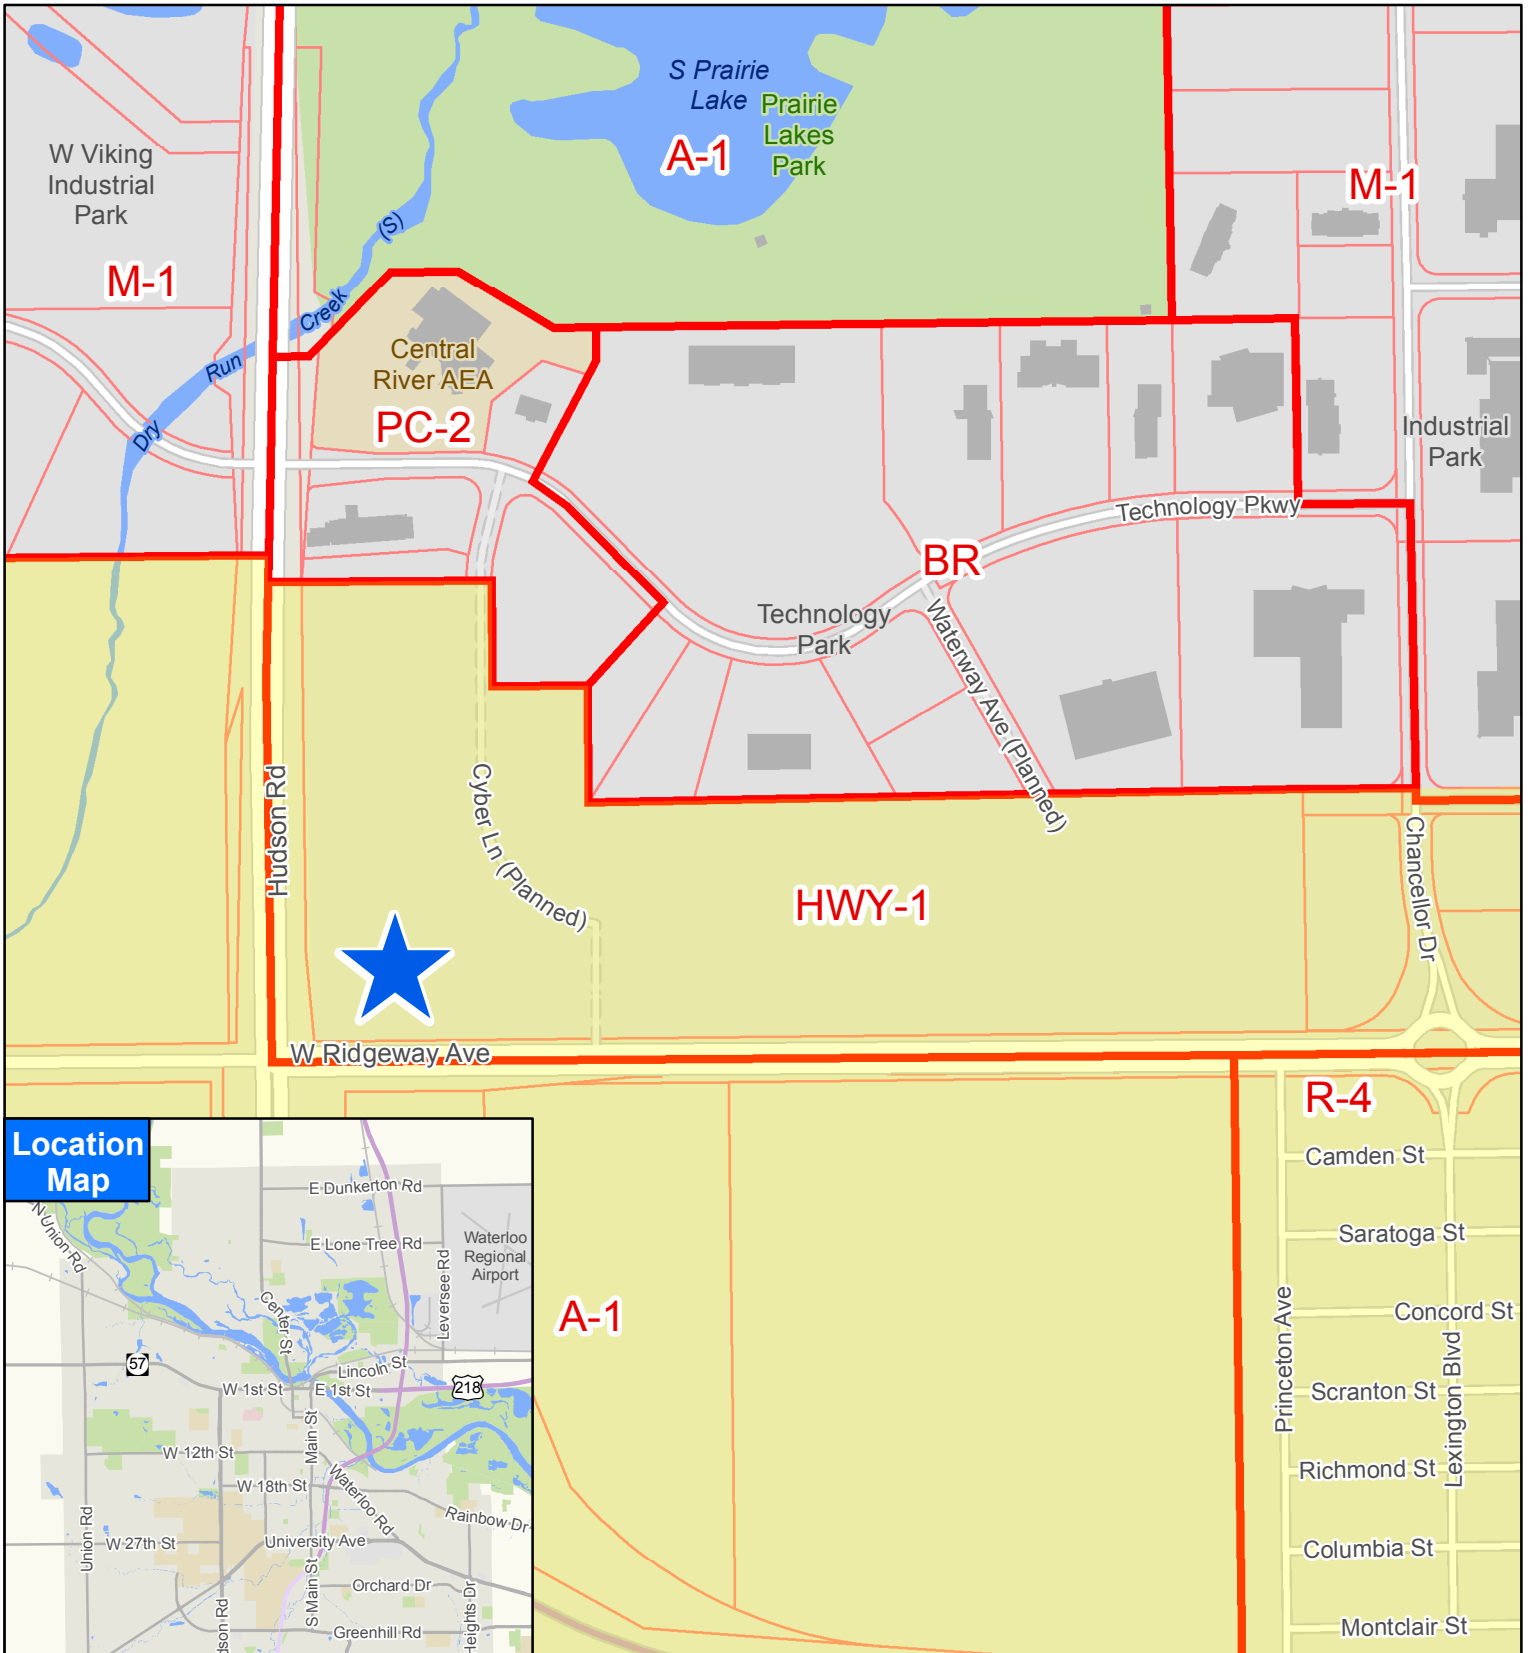 S Prairie
Lake
Prairie
Lakes
Park
A-1
W Viking
Industrial
Park
M-1
M-1
(S)
Creek
Run
Dry
Central
River AEA
PC-2
Industrial
Park
Technology Pkwy
BR
Technology
Park
Waterway Ave (Planned)
Hudson Rd
Cyber Ln (Planned)
HWY-1
Chancellor Dr
W Ridgeway Ave
R-4
Camden St
Saratoga St
Concord St
Scranton St
Richmond St
Columbia St
Montclair St
Princeton Ave
Lexington Blvd
A-1
Location
Map
E Dunkerton Rd
N Union Rd
E Lone Tree Rd
Waterloo
Regional
Airport
Leversee Rd
Center St
57
Lincoln St
W 1st St
E 1st St
218
Main St
W 12th St
W 18th St
Waterloo Rd
Rainbow Dr
Union Rd
W 27th St
University Ave
S Main St
Orchard Dr
dson Rd
Greenhill Rd
Heights Dr